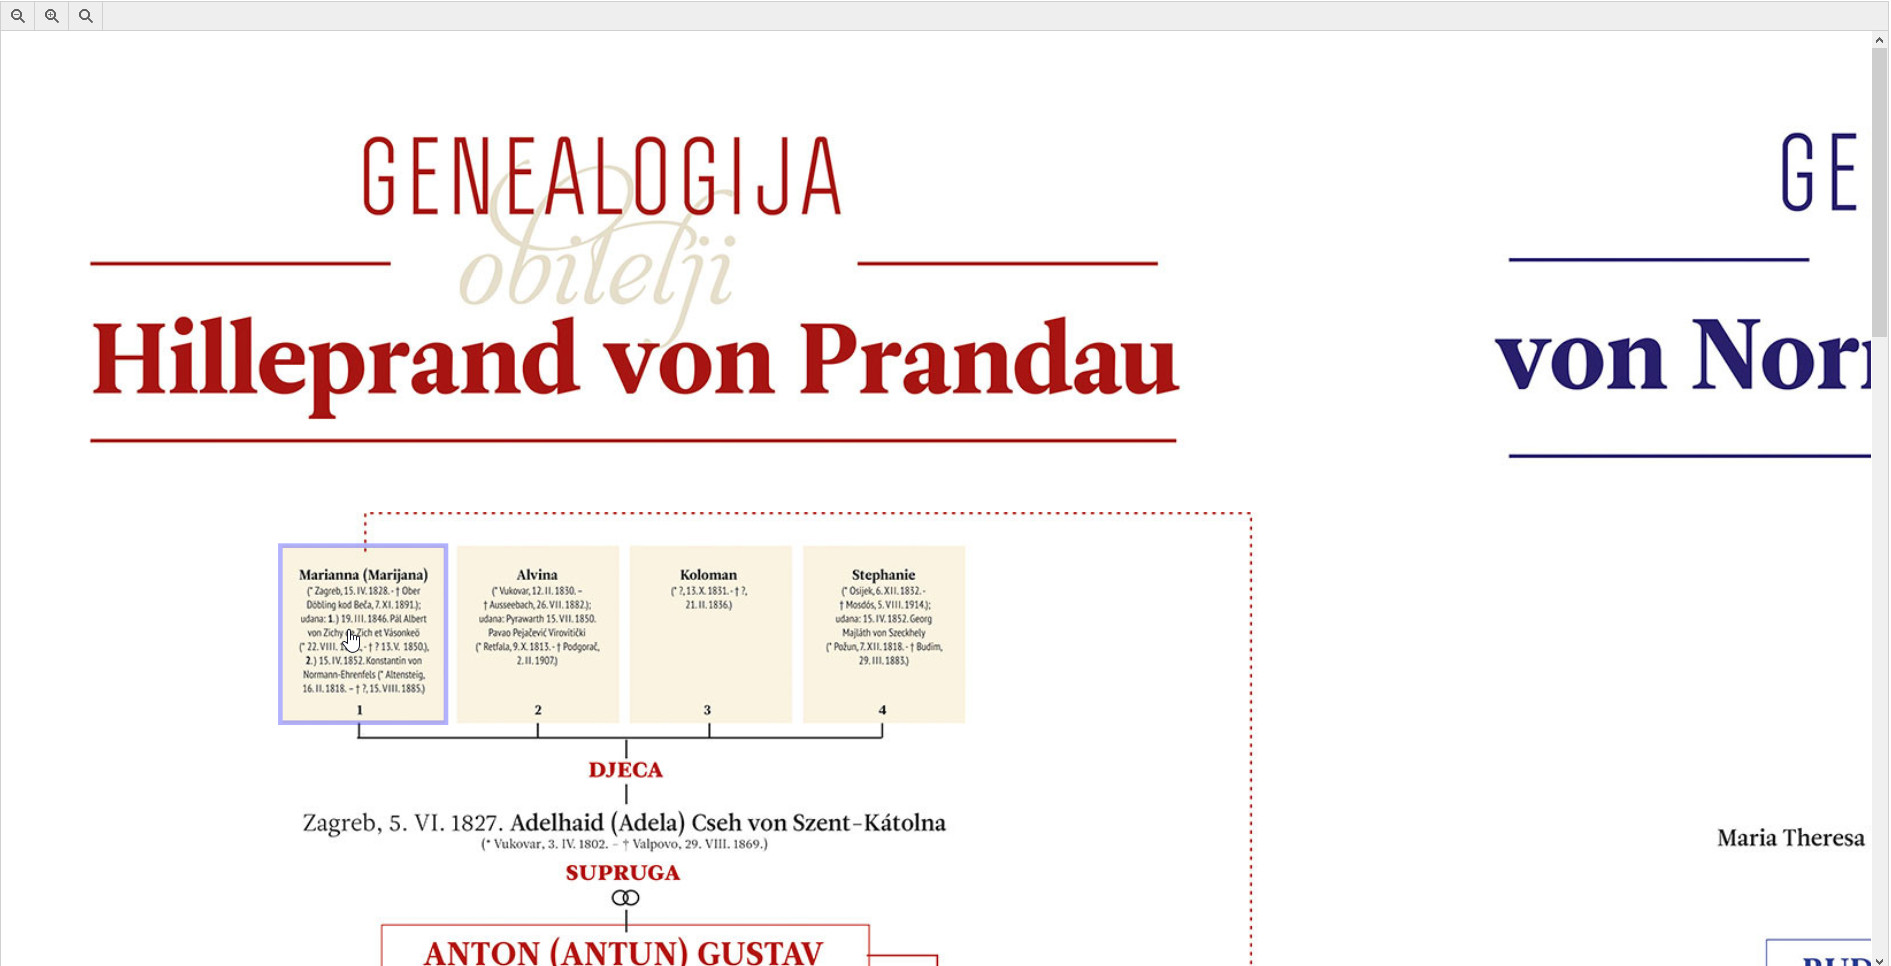 GENEALOGIJA
obitelji
Hilleprand von Prandau
GE
von Nor
Marianna (Marijana)
(* Zagreb, 15. IV. 1828. - † Ober
Döbling kod Beča, 7. XI. 1891.);
udana: 1.) 19. III. 1846. Pál Albert
von Zichy Zich et Vásonkeö
(* 22. VIII. - † ? 13. V. 1850.),
2.) 15. IV. 1852. Konstantin von
Normann-Ehrenfels (* Altensteig,
16. II. 1818. – † ?, 15. VIII. 1885.)
1
Alvina
(* Vukovar, 12. II. 1830. –
† Ausseebach, 26. VII. 1882.);
udana: Pyrawarth 15. VII. 1850.
Pavao Pejačević Virovitički
(* Retfala, 9. X. 1813. - † Podgorač,
2. II. 1907.)
2
Koloman
(* ?, 13. X. 1831. - † ?,
21. II. 1836.)
3
Stephanie
(* Osijek, 6. XII. 1832. -
† Mosdós, 5. VIII. 1914.);
udana: 15. IV. 1852. Georg
Majláth von Szeckhely
(* Požun, 7. XII. 1818. - † Budim,
29. III. 1883.)
4
DJECA
Zagreb, 5. VI. 1827. Adelhaid (Adela) Cseh von Szent-Kátolna
(* Vukovar, 3. IV. 1802. – † Valpovo, 29. VIII. 1869.)
SUPRUGA
ANTON (ANTUN) GUSTAV
Maria Theresa